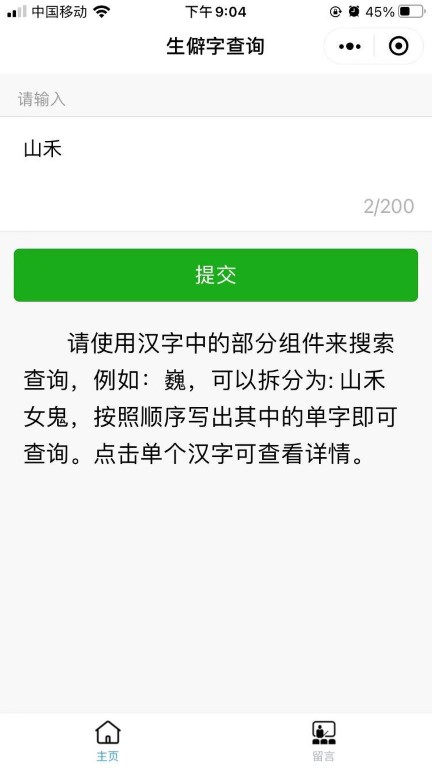 中国移动 下午9:04 45%
生僻字查询
请输入
山禾
2/200
提交
请使用汉字中的部分组件来搜索
查询，例如：巍，可以拆分为: 山禾
女鬼，按照顺序写出其中的单字即可
查询。点击单个汉字可查看详情。
主页 留言